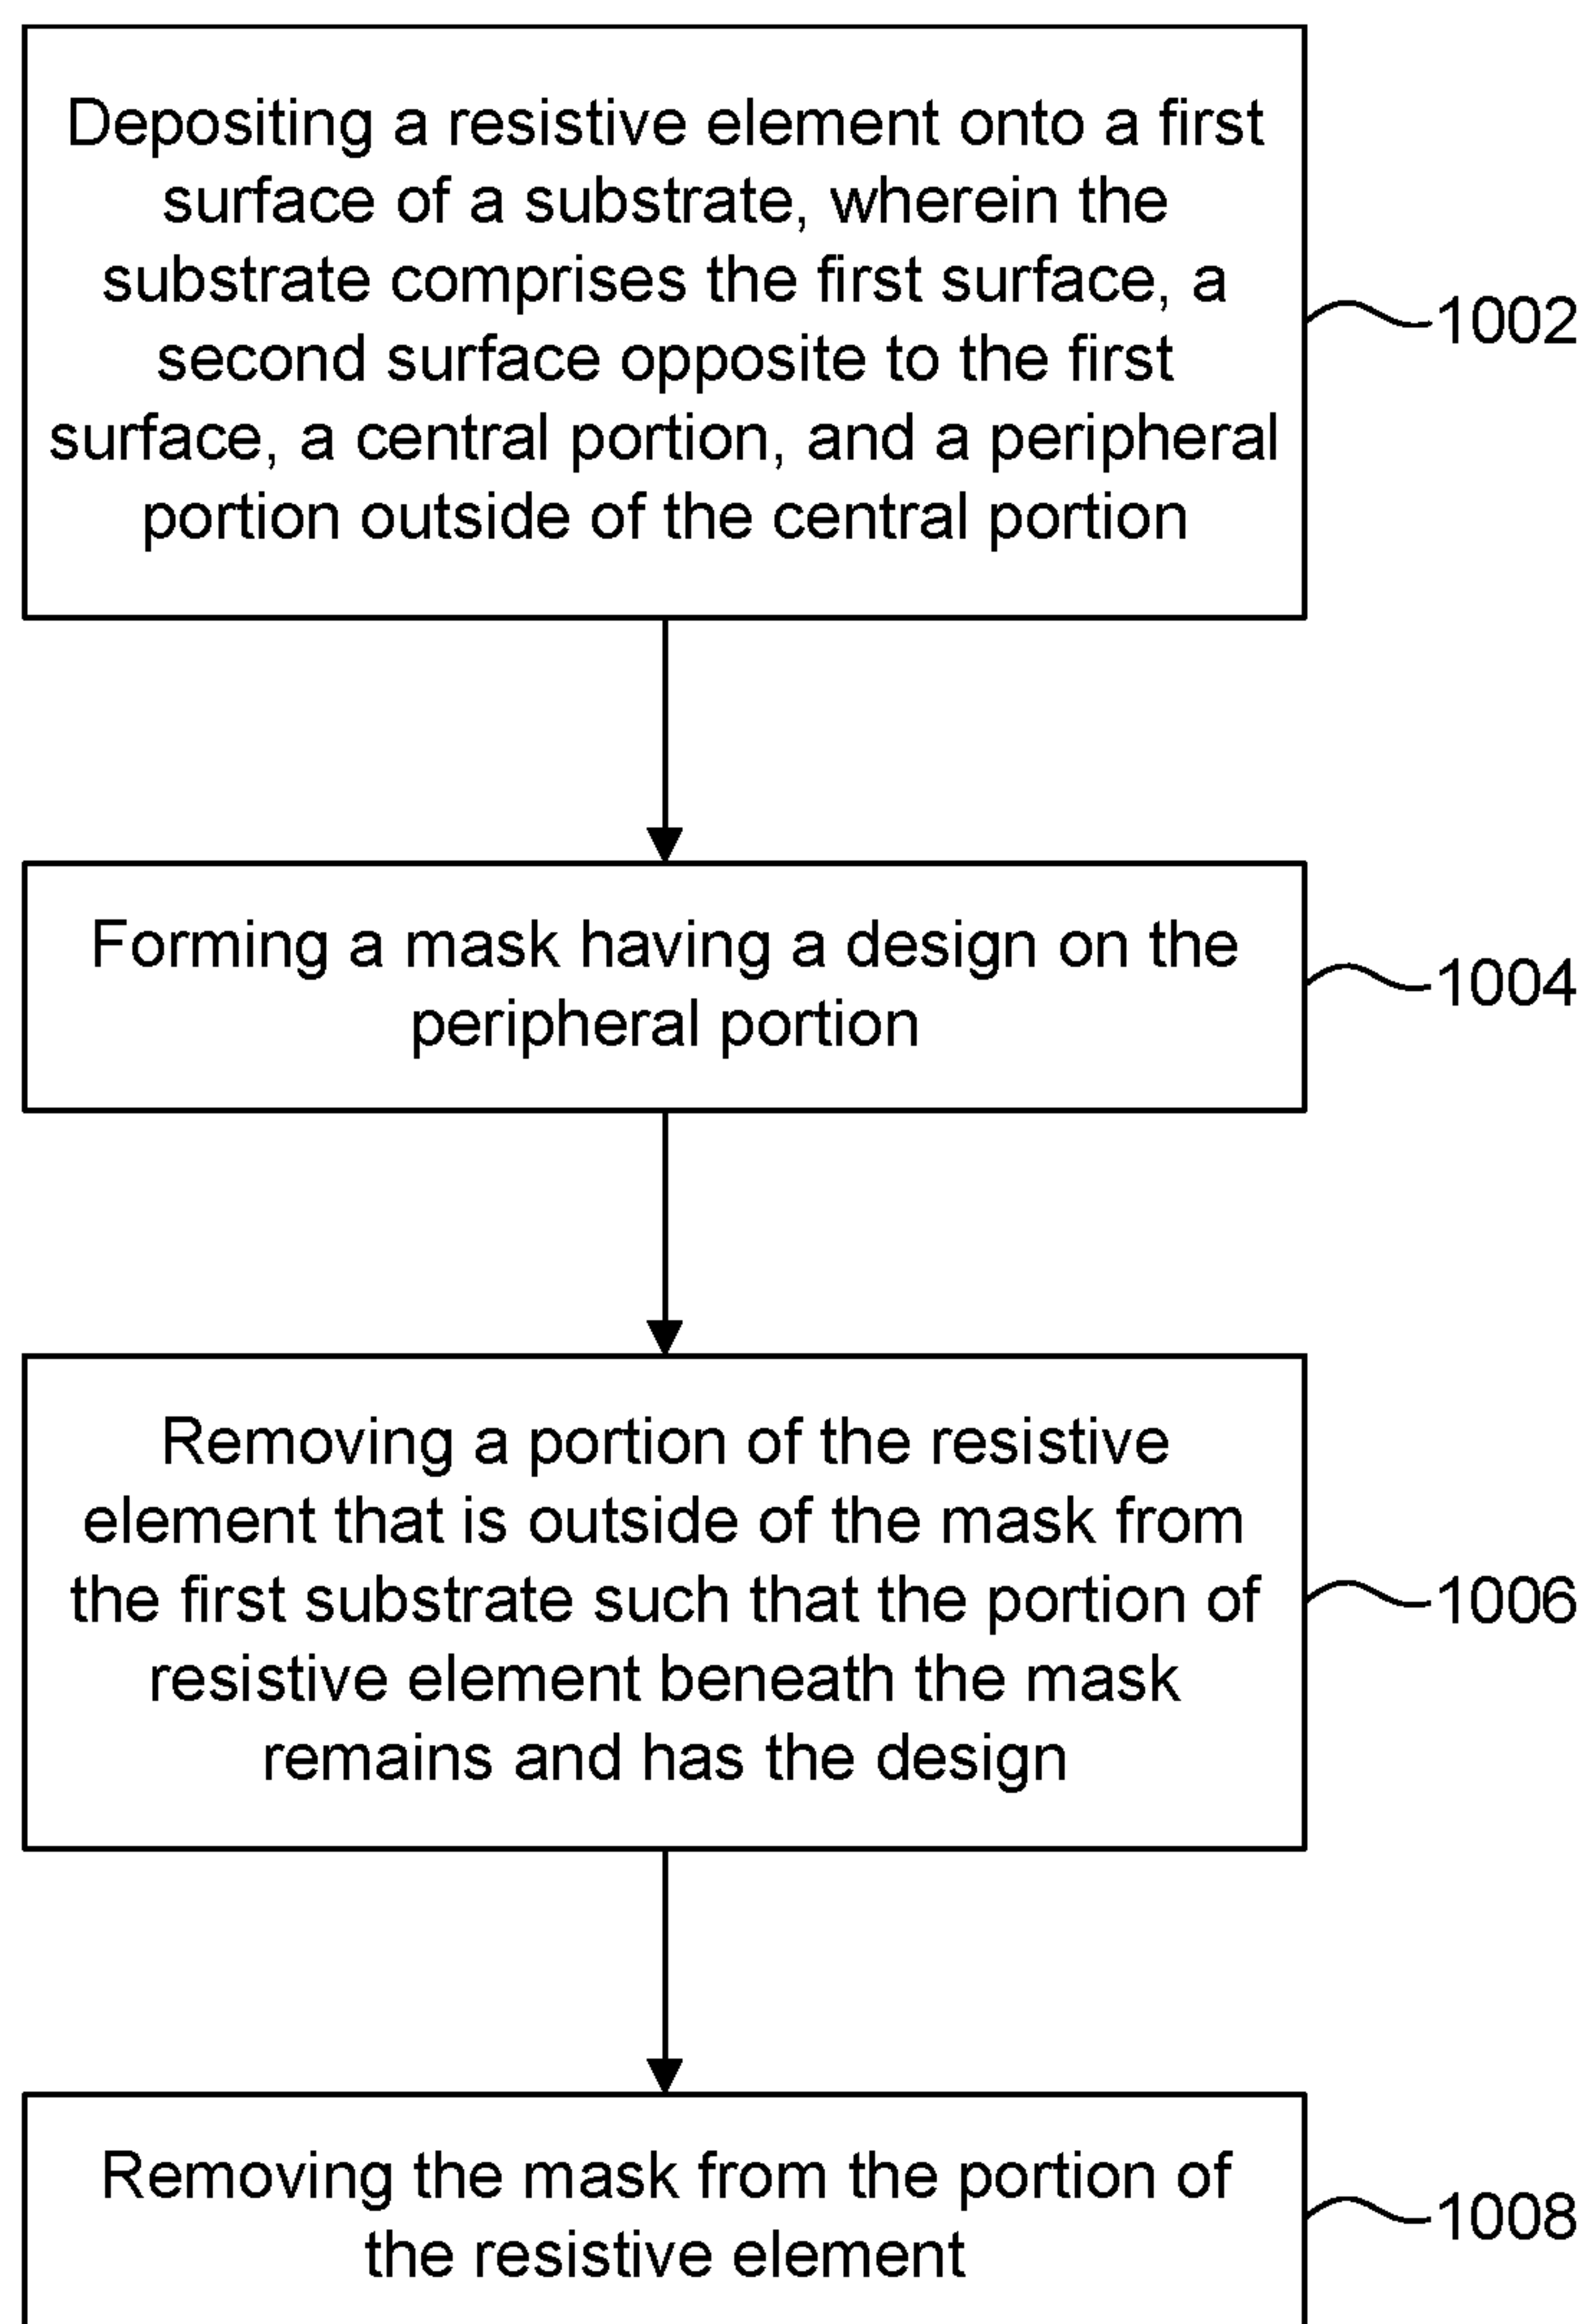 Depositing a resistive element onto a first
surface of a substrate, wherein the
substrate comprises the first surface, a
second surface opposite to the first
surface, a central portion, and a peripheral
portion outside of the central portion
1002
Forming a mask having a design on the
peripheral portion
1004
Removing a portion of the resistive
element that is outside of the mask from
the first substrate such that the portion of
resistive element beneath the mask
remains and has the design
1006
Removing the mask from the portion of
the resistive element
1008